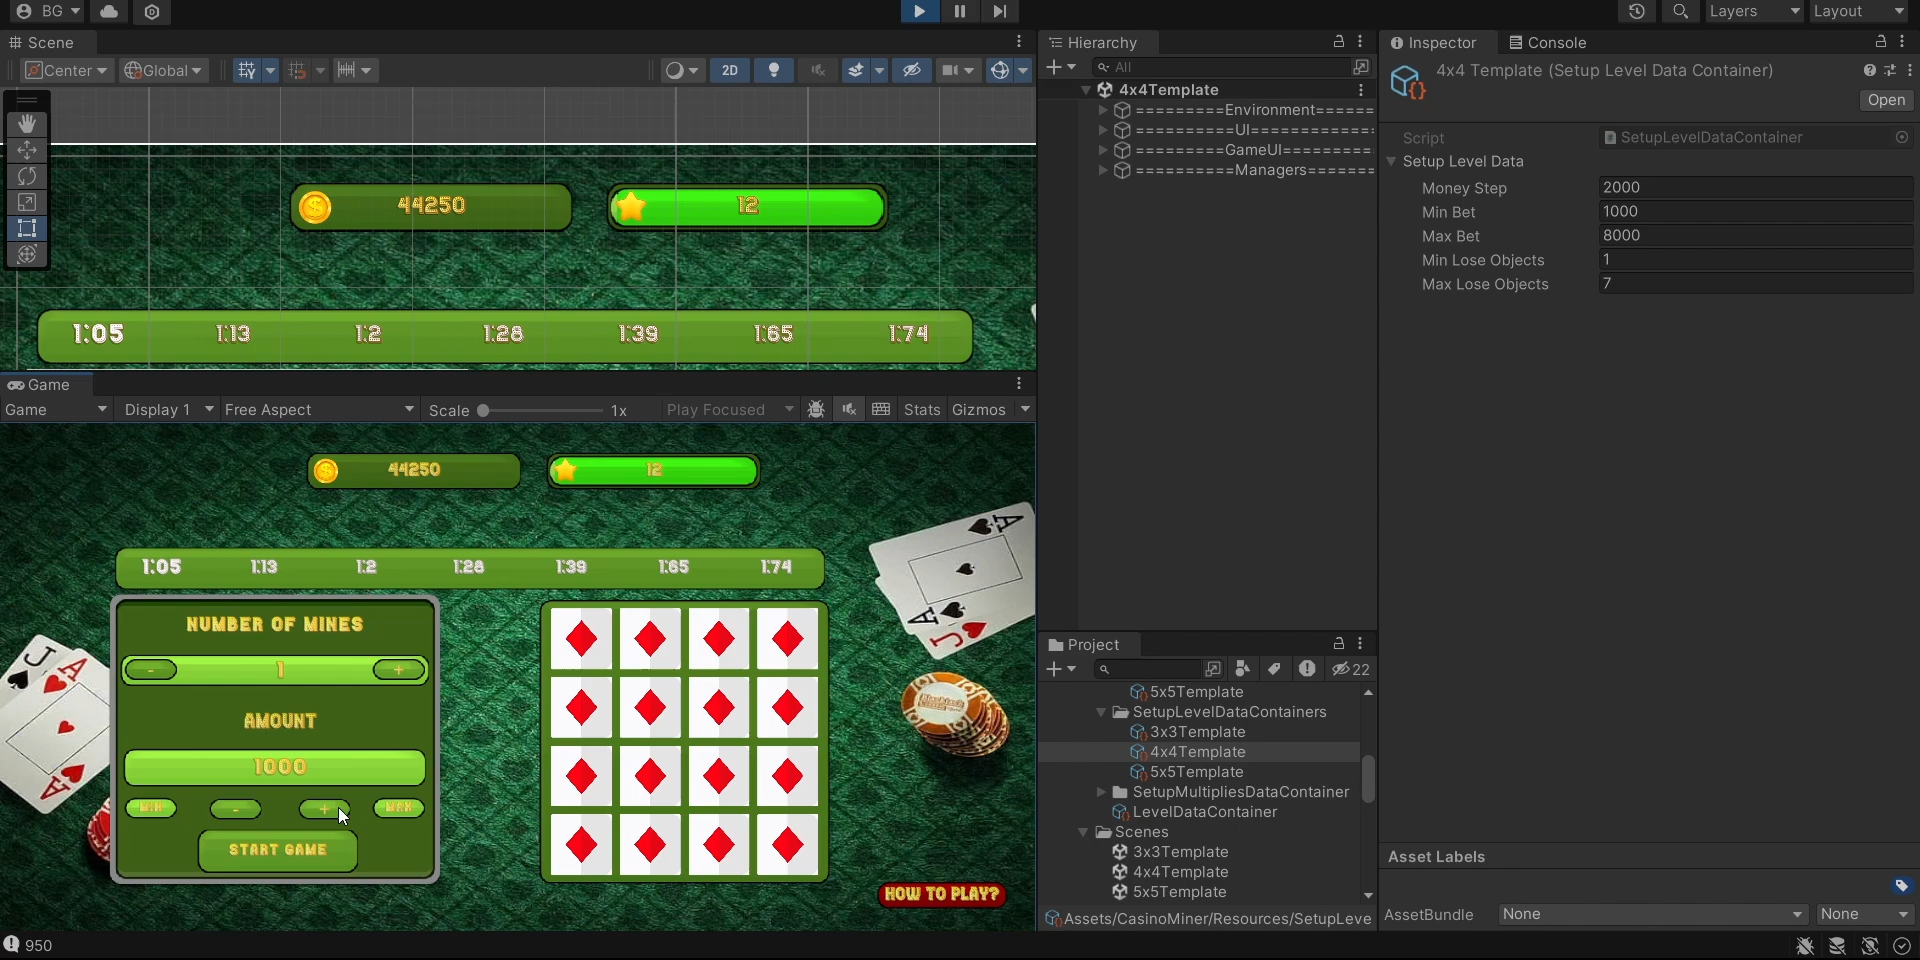 BG
Layers
Layout
Scene
Center
Global
2D
44250
12
1:05
1:13
1:2
1:28
1:39
1:65
1:74
Game
Game
Display 1
Free Aspect
Scale
1x
Play Focused
Stats
Gizmos
44250
12
1:05
1:13
1:2
1:28
1:39
1:65
1:74
NUMBER OF MINES
-
1
+
AMOUNT
1000
MIN
-
+
MAX
START GAME
HOW TO PLAY?
950
Hierarchy
All
4x4Template
=========Environment======
==========UI=============
=========GameUI=========
==========Managers=======
Project
22
5x5Template
SetupLevelDataContainers
3x3Template
4x4Template
5x5Template
SetupMultipliesDataContainer
LevelDataContainer
Scenes
3x3Template
4x4Template
5x5Template
Assets/CasinoMiner/Resources/SetupLeve
Inspector
Console
4x4 Template (Setup Level Data Container)
Open
Script
SetupLevelDataContainer
Setup Level Data
Money Step
2000
Min Bet
1000
Max Bet
8000
Min Lose Objects
1
Max Lose Objects
7
Asset Labels
AssetBundle
None
None